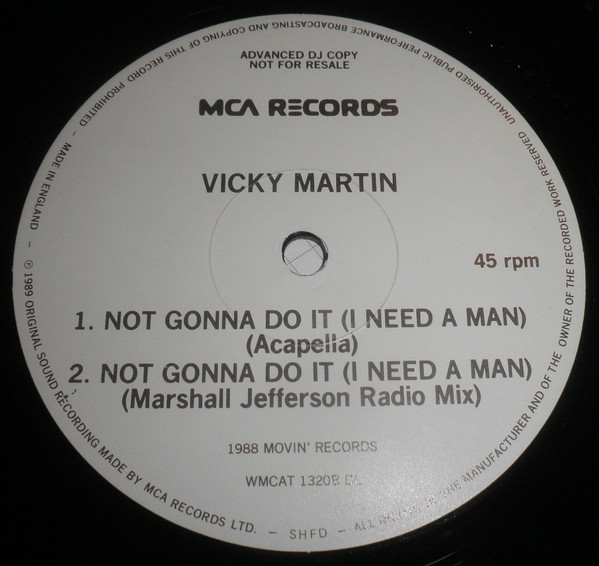 ADVANCED DJ COPY
NOT FOR RESALE
MCA RECORDS
VICKY MARTIN
45 rpm
1. NOT GONNA DO IT (I NEED A MAN)
(Acapella)
2. NOT GONNA DO IT (I NEED A MAN)
(Marshall Jefferson Radio Mix)
1988 MOVIN' RECORDS
WMCAT 1320B
MADE IN ENGLAND – ℗ 1989 ORIGINAL SOUND RECORDING MADE BY MCA RECORDS LTD. – SHFD – ALL THE MANUFACTURER AND OF THE OWNER OF THE RECORDED WORK RESERVED UNAUTHORISED PUBLIC PERFORMANCE BROADCASTING AND COPYING OF THIS RECORD PROHIBITED –